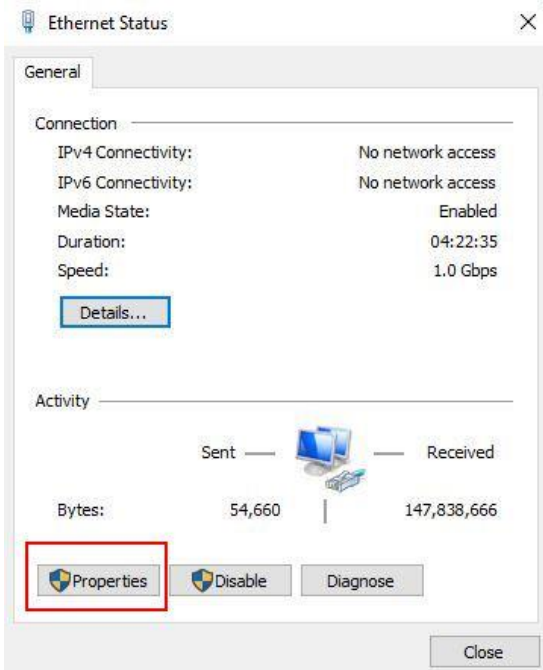 Ethernet Status
General
Connection
IPv4 Connectivity: No network access
IPv6 Connectivity: No network access
Media State: Enabled
Duration: 04:22:35
Speed: 1.0 Gbps
Details...
Activity
Sent Received
Bytes: 54,660 147,838,666
Properties Disable Diagnose
Close